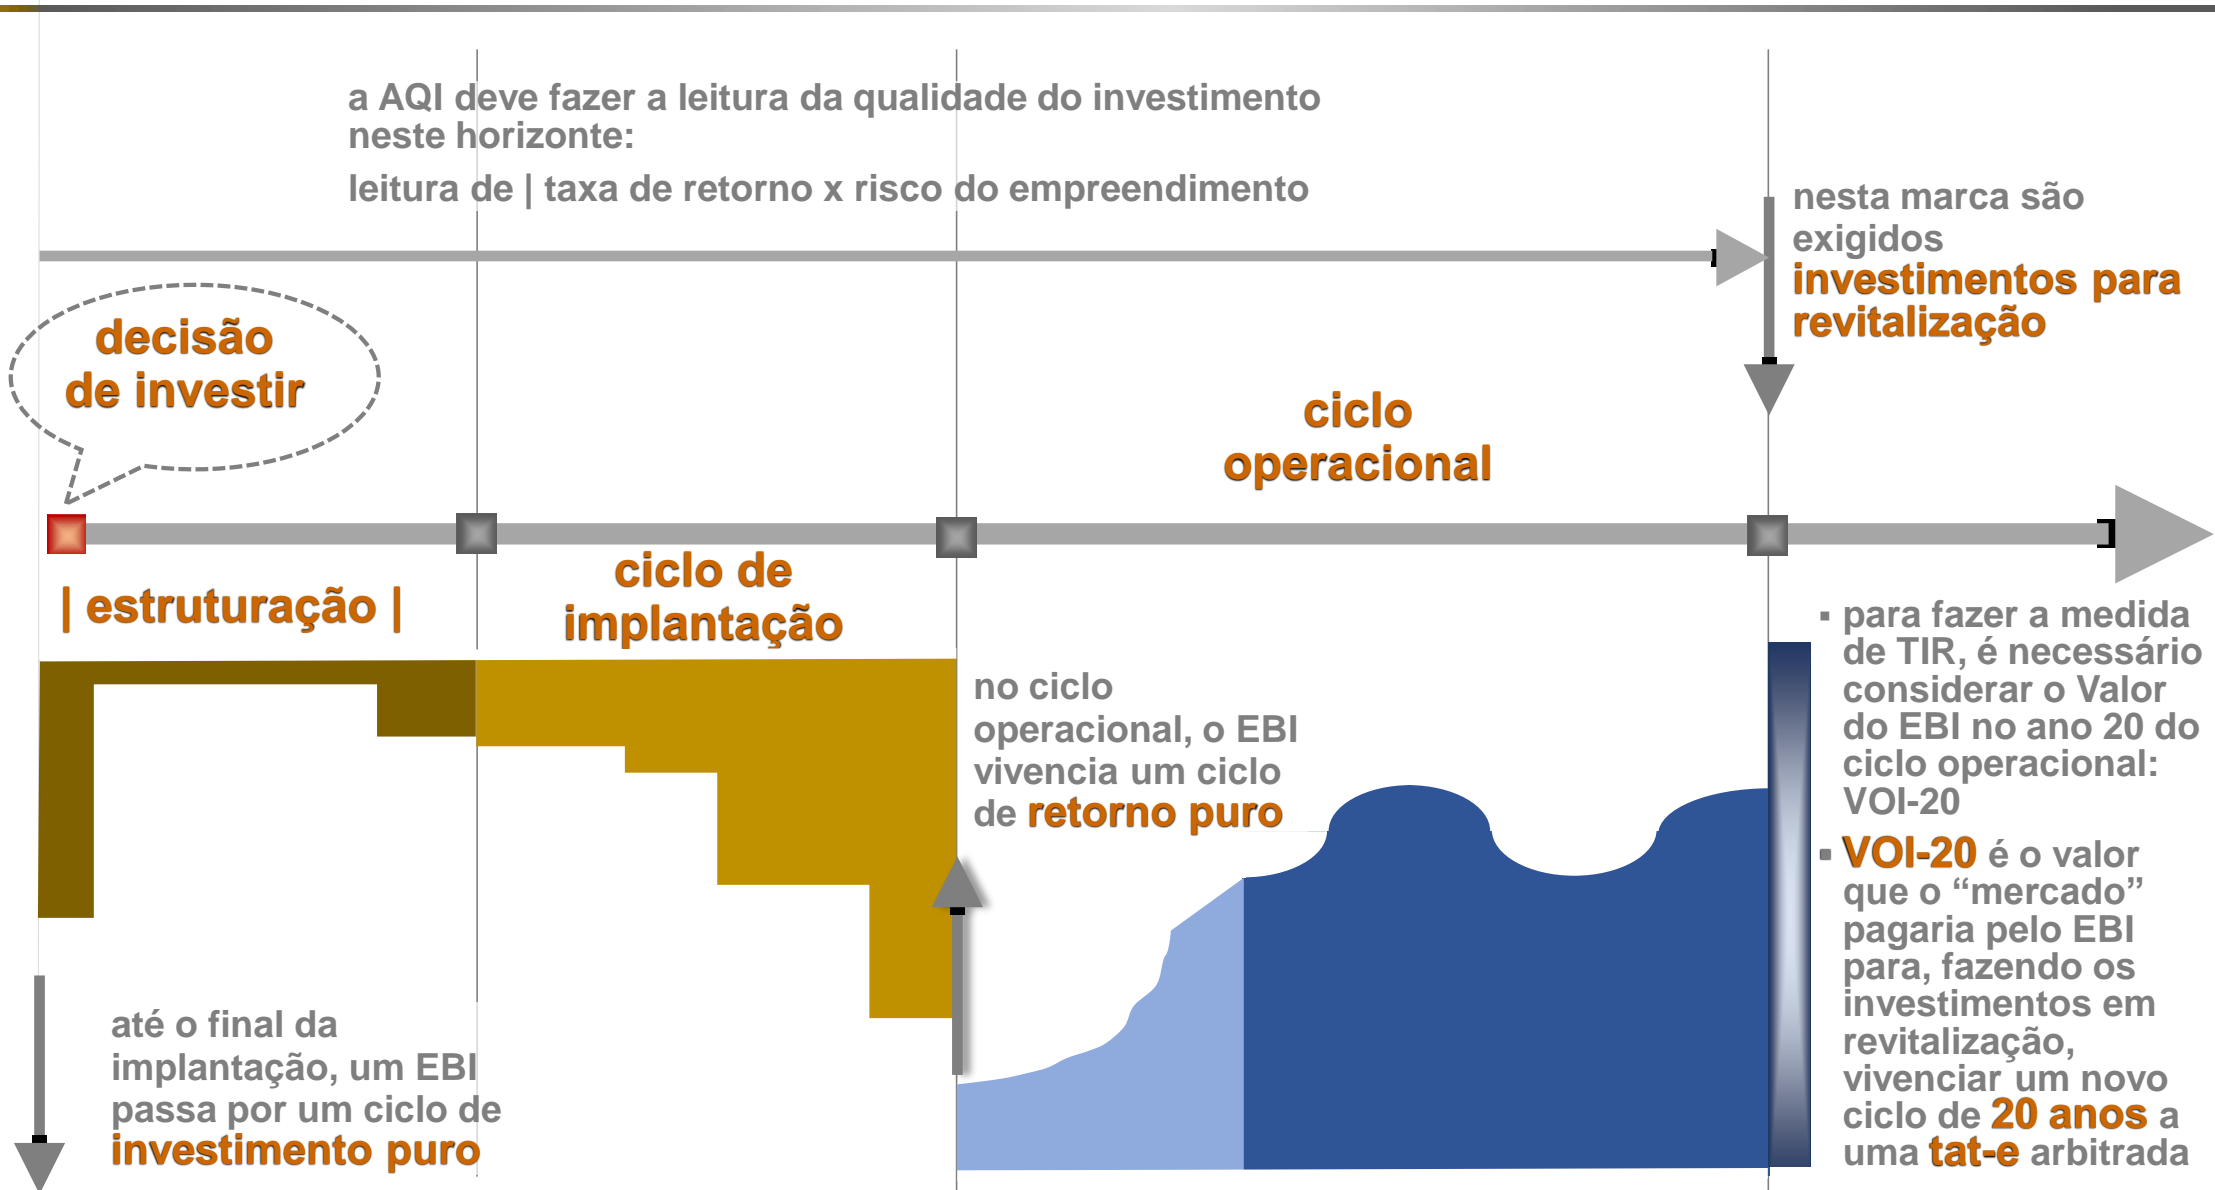 a AQI deve fazer a leitura da qualidade do investimento
neste horizonte:
leitura de | taxa de retorno x risco do empreendimento
nesta marca são
exigidos
investimentos para
revitalização
decisão
de investir
ciclo
operacional
| estruturação |
ciclo de
implantação
no ciclo
operacional, o EBI
vivencia um ciclo
de retorno puro
até o final da
implantação, um EBI
passa por um ciclo de
investimento puro
▪ para fazer a medida
de TIR, é necessário
considerar o Valor
do EBI no ano 20 do
ciclo operacional:
VOI-20
▪ VOI-20 é o valor
que o “mercado”
pagaria pelo EBI
para, fazendo os
investimentos em
revitalização,
vivenciar um novo
ciclo de 20 anos a
uma tat-e arbitrada